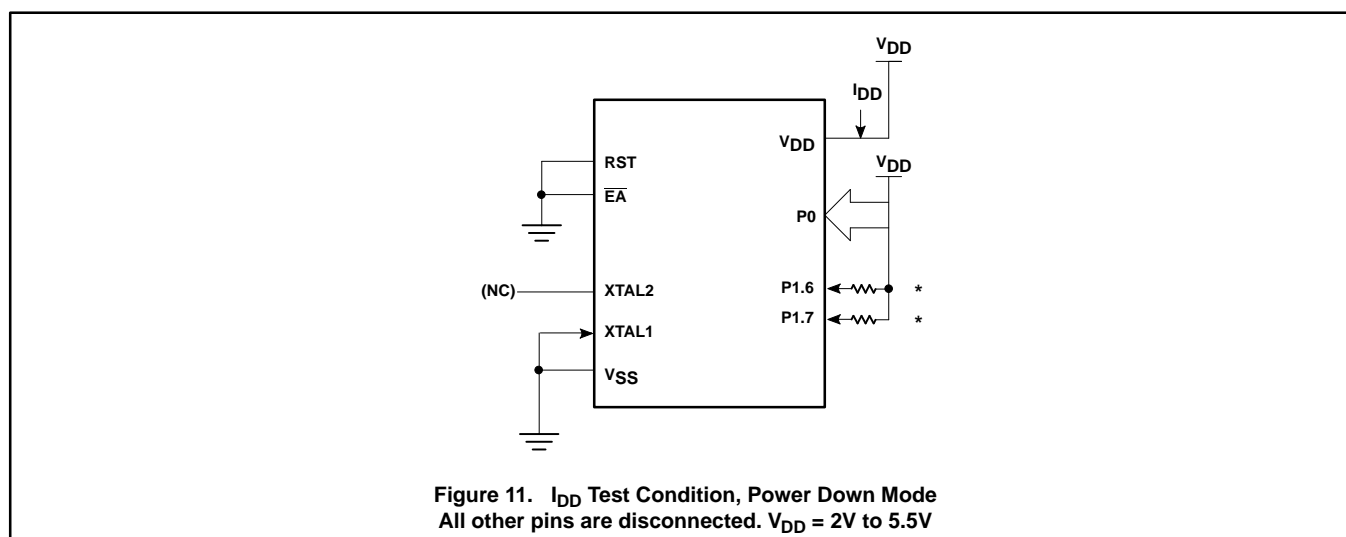 VDD
IDD
VDD
VDD
RST
EA
P0
(NC)
XTAL2
P1.6
*
P1.7
*
XTAL1
VSS
Figure 11. IDD Test Condition, Power Down Mode
All other pins are disconnected. VDD = 2V to 5.5V